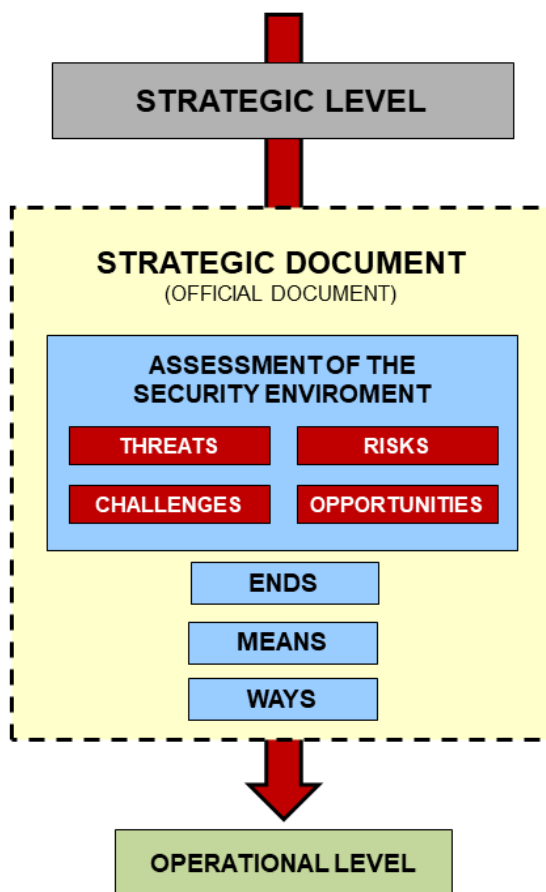 STRATEGIC LEVEL
STRATEGIC DOCUMENT
(OFFICIAL DOCUMENT)
ASSESSMENT OF THE
SECURITY ENVIROMENT
THREATS
RISKS
CHALLENGES
OPPORTUNITIES
ENDS
MEANS
WAYS
OPERATIONAL LEVEL